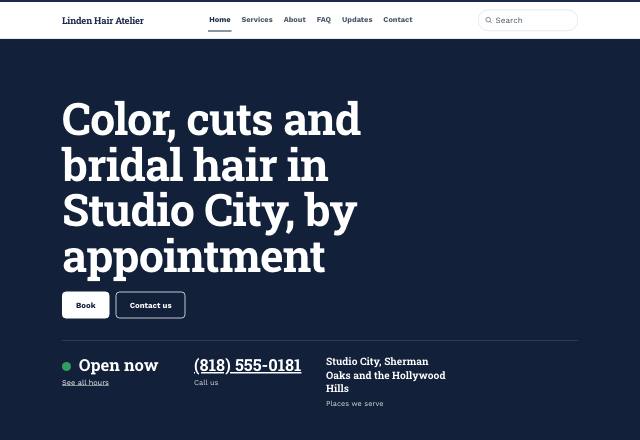 Linden Hair Atelier
Home Services About FAQ Updates Contact
Search
Color, cuts and
bridal hair in
Studio City, by
appointment
Book
Contact us
Open now
See all hours
(818) 555-0181
Call us
Studio City, Sherman
Oaks and the Hollywood
Hills
Places we serve